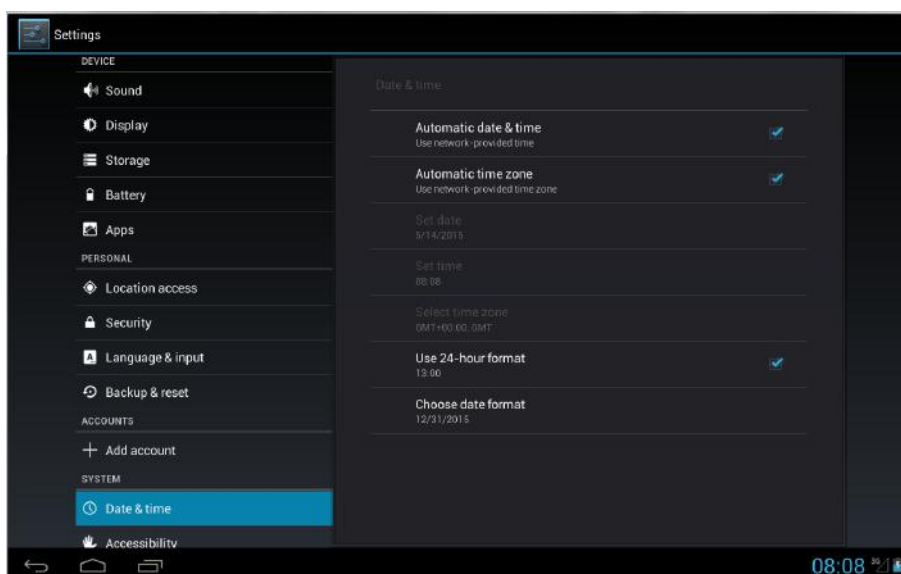 Settings
DEVICE
Sound
Display
Storage
Battery
Apps
PERSONAL
Location access
Security
Language & input
Backup & reset
ACCOUNTS
Add account
SYSTEM
Date & time
Accessibility
Date & time
Automatic date & time
Use network-provided time
Automatic time zone
Use network-provided time zone
Set date
5/14/2015
Set time
08:08
Select time zone
GMT+00:00, GMT
Use 24-hour format
13:00
Choose date format
12/31/2015
08:08
3G